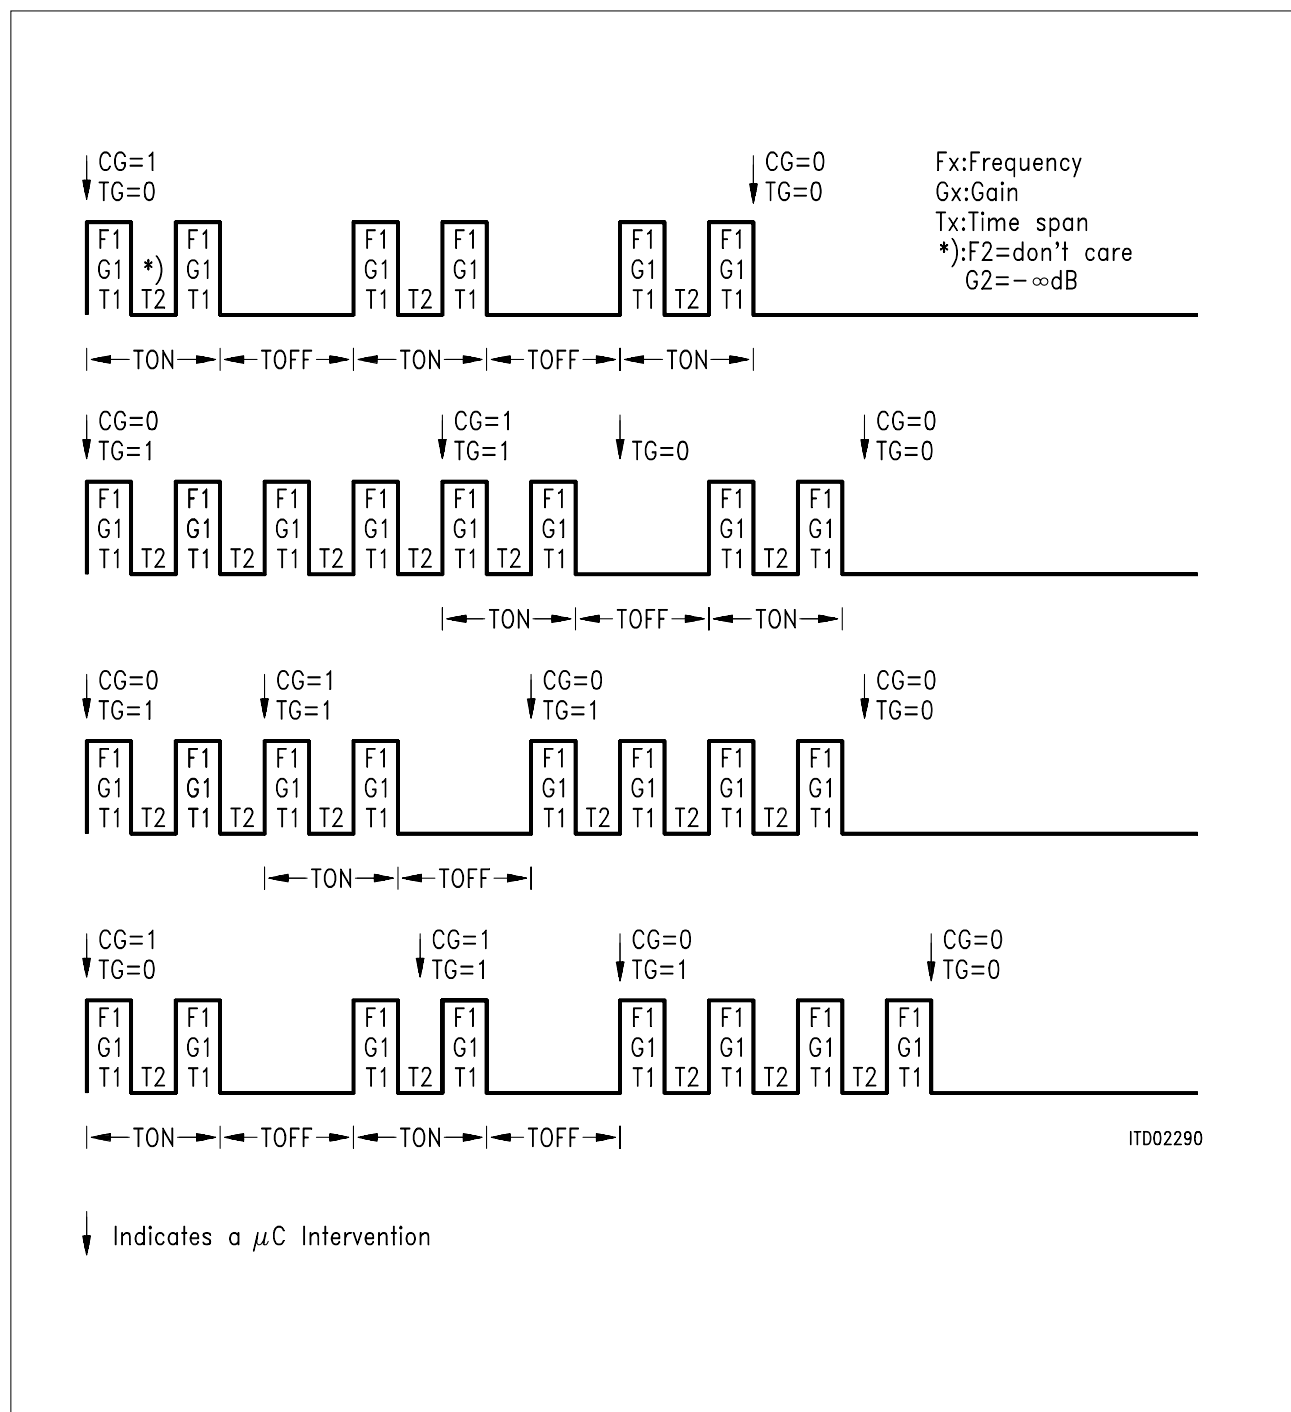 CG=1 CG=0 Fx:Frequency
TG=0 TG=0 Gx:Gain
Tx:Time span
F1 F1 F1 F1 F1 F1 *):F2=don't care
G1 *) G1 G1 G1 G1 G1 G2=-∞dB
T1 T2 T1 T1 T2 T1 T1 T2 T1
TON TOFF TON TOFF TON
CG=0 CG=1 CG=0
TG=1 TG=1 TG=0 TG=0
F1 F1 F1 F1 F1 F1 F1 F1
G1 G1 G1 G1 G1 G1 G1 G1
T1 T2 T1 T2 T1 T2 T1 T2 T1 T2 T1 T1 T2 T1
TON TOFF TON
CG=0 CG=1 CG=0 CG=0
TG=1 TG=1 TG=1 TG=0
F1 F1 F1 F1 F1 F1 F1 F1
G1 G1 G1 G1 G1 G1 G1 G1
T1 T2 T1 T2 T1 T2 T1 T1 T2 T1 T2 T1 T2 T1
TON TOFF
CG=1 CG=1 CG=0 CG=0
TG=0 TG=1 TG=1 TG=0
F1 F1 F1 F1 F1 F1 F1 F1
G1 G1 G1 G1 G1 G1 G1 G1
T1 T2 T1 T1 T2 T1 T1 T2 T1 T2 T1 T2 T1
TON TOFF TON TOFF
ITD02290
Indicates a μC Intervention